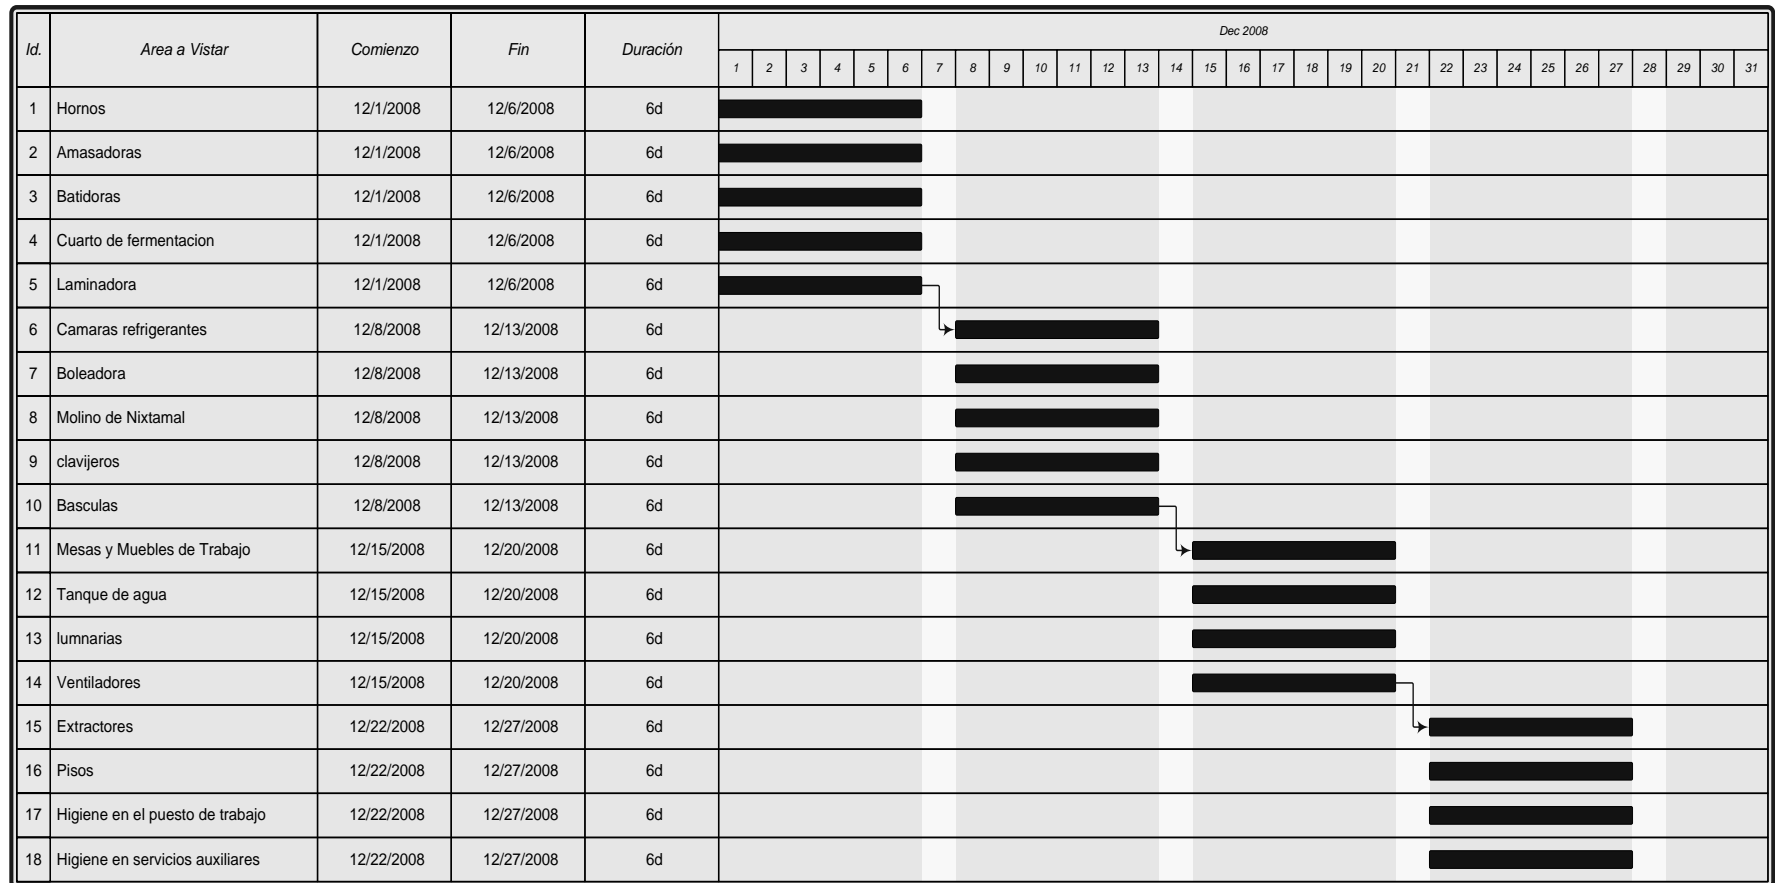 Id. Area a Vistar Comienzo Fin Duración Dec 2008
1 2 3 4 5 6 7 8 9 10 11 12 13 14 15 16 17 18 19 20 21 22 23 24 25 26 27 28 29 30 31
1 Hornos 12/1/2008 12/6/2008 6d
2 Amasadoras 12/1/2008 12/6/2008 6d
3 Batidoras 12/1/2008 12/6/2008 6d
4 Cuarto de fermentacion 12/1/2008 12/6/2008 6d
5 Laminadora 12/1/2008 12/6/2008 6d
6 Camaras refrigerantes 12/8/2008 12/13/2008 6d
7 Boleadora 12/8/2008 12/13/2008 6d
8 Molino de Nixtamal 12/8/2008 12/13/2008 6d
9 clavijeros 12/8/2008 12/13/2008 6d
10 Basculas 12/8/2008 12/13/2008 6d
11 Mesas y Muebles de Trabajo 12/15/2008 12/20/2008 6d
12 Tanque de agua 12/15/2008 12/20/2008 6d
13 lumnarias 12/15/2008 12/20/2008 6d
14 Ventiladores 12/15/2008 12/20/2008 6d
15 Extractores 12/22/2008 12/27/2008 6d
16 Pisos 12/22/2008 12/27/2008 6d
17 Higiene en el puesto de trabajo 12/22/2008 12/27/2008 6d
18 Higiene en servicios auxiliares 12/22/2008 12/27/2008 6d